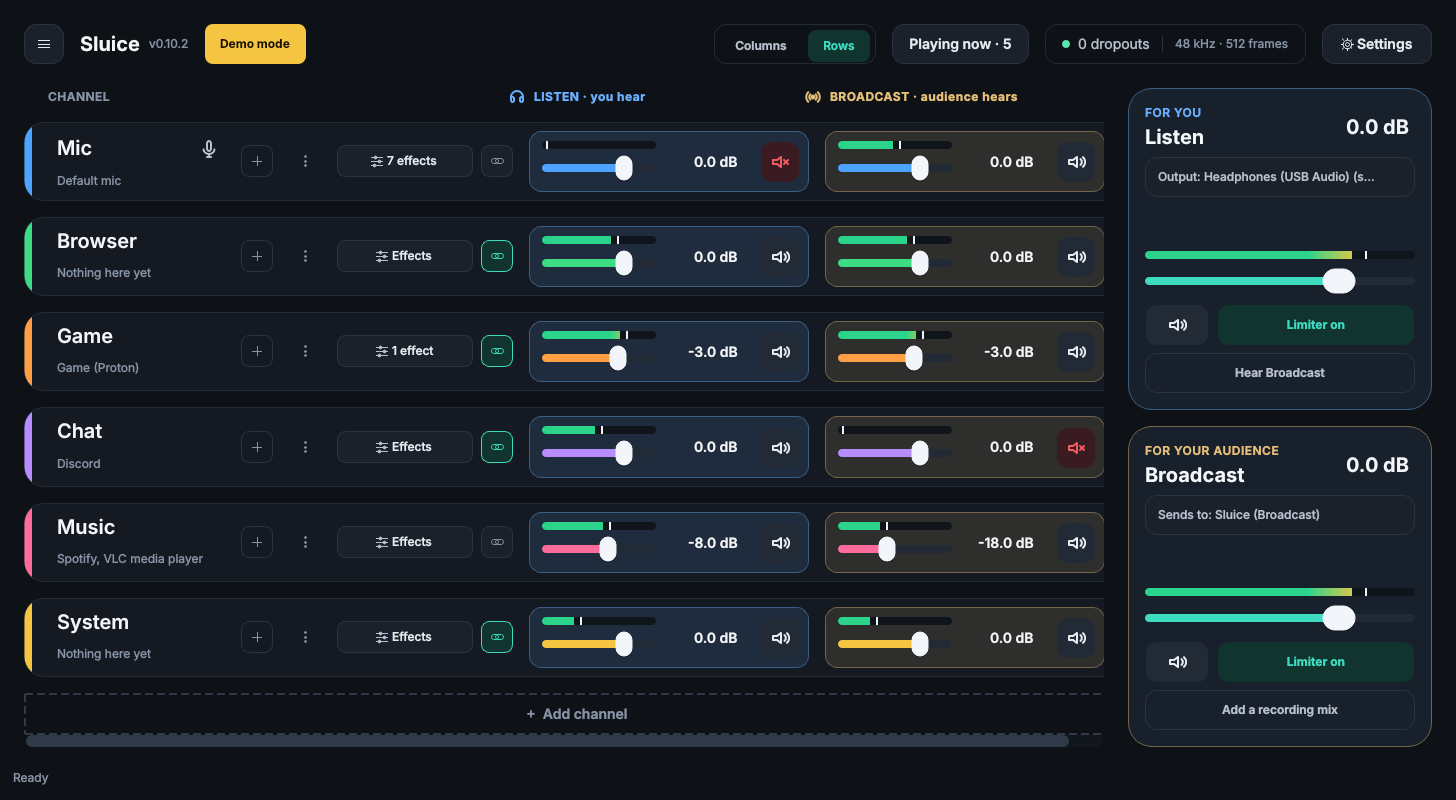 Sluice v0.10.2 Demo mode Columns Rows Playing now · 5 0 dropouts 48 kHz · 512 frames Settings
CHANNEL LISTEN · you hear BROADCAST · audience hears
Mic
Default mic
7 effects 0.0 dB 0.0 dB
Browser
Nothing here yet
Effects 0.0 dB 0.0 dB
Game
Game (Proton)
1 effect -3.0 dB -3.0 dB
Chat
Discord
Effects 0.0 dB 0.0 dB
Music
Spotify, VLC media player
Effects -8.0 dB -18.0 dB
System
Nothing here yet
Effects 0.0 dB 0.0 dB
+ Add channel
FOR YOU
Listen 0.0 dB
Output: Headphones (USB Audio) (s...
Limiter on
Hear Broadcast
FOR YOUR AUDIENCE
Broadcast 0.0 dB
Sends to: Sluice (Broadcast)
Limiter on
Add a recording mix
Ready